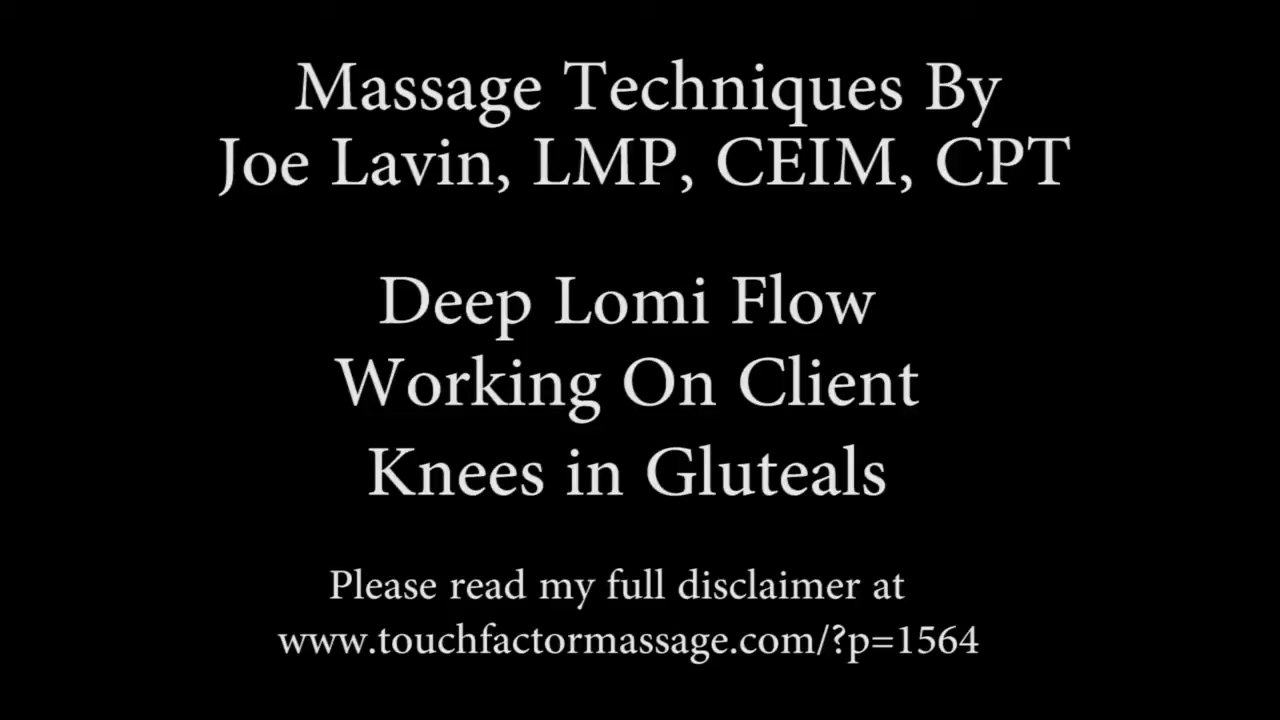 Massage Techniques By
Joe Lavin, LMP, CEIM, CPT
Deep Lomi Flow
Working On Client
Knees in Gluteals
Please read my full disclaimer at
www.touchfactormassage.com/?p=1564